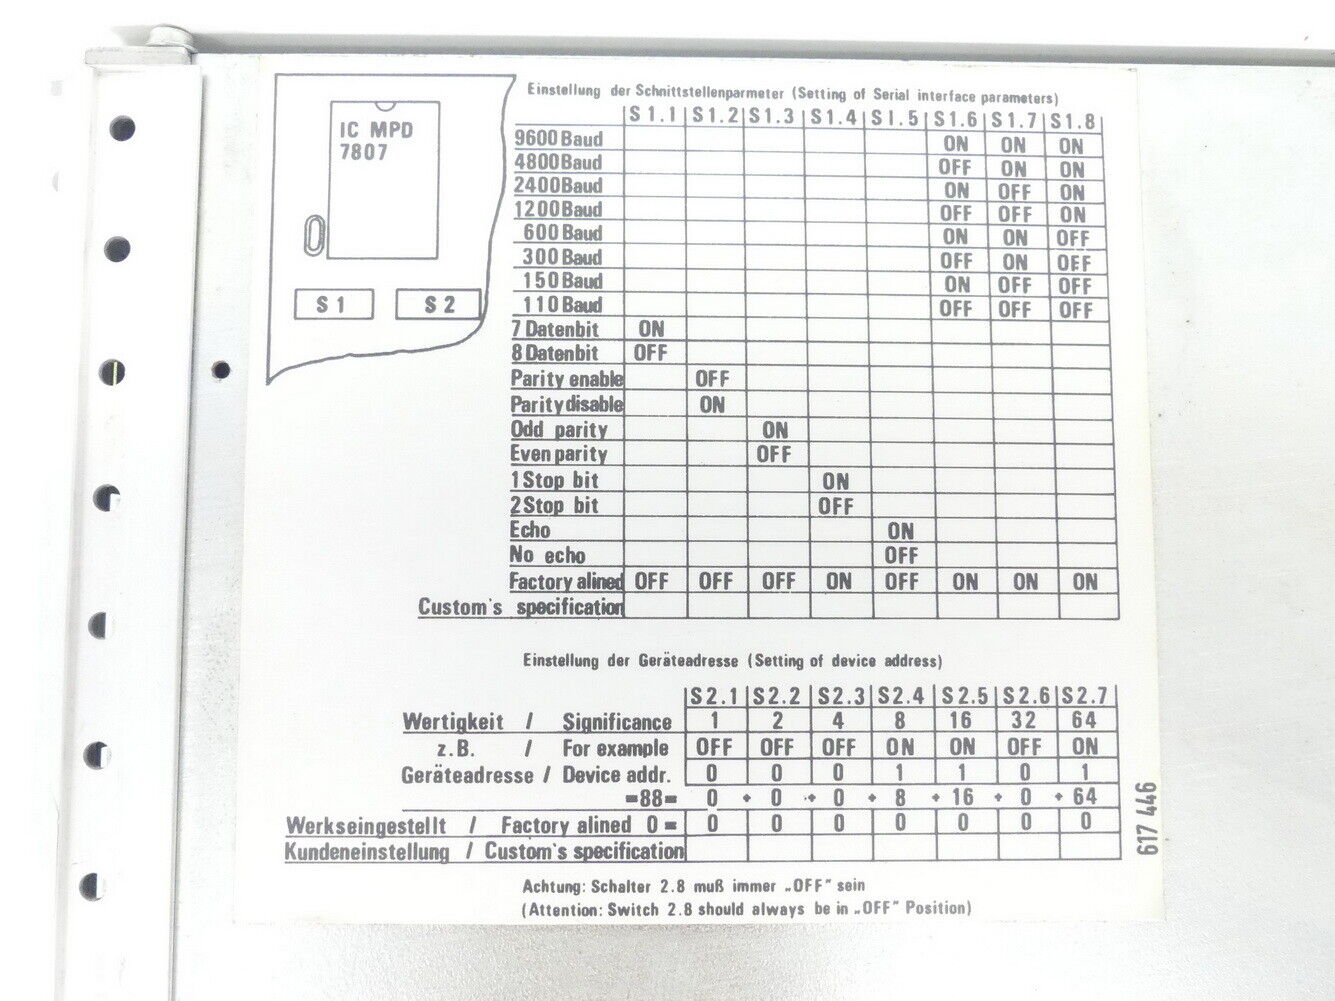 IC MPD
7807
S 1
S 2
Einstellung der Schnittstellenparmeter (Setting of Serial interface parameters)
S 1.1 S 1.2 S 1.3 S 1.4 S 1.5 S 1.6 S 1.7 S 1.8
9600 Baud ON ON ON
4800 Baud OFF ON ON
2400 Baud ON OFF ON
1200 Baud OFF OFF ON
600 Baud ON ON OFF
300 Baud OFF ON OFF
150 Baud ON OFF OFF
110 Baud OFF OFF OFF
7 Datenbit ON
8 Datenbit OFF
Parity enable OFF
Parity disable ON
Odd parity ON
Even parity OFF
1 Stop bit ON
2 Stop bit OFF
Echo ON
No echo OFF
Factory alined OFF OFF OFF ON OFF ON ON ON
Custom's specification
Einstellung der Geräteadresse (Setting of device address)
S 2.1 S 2.2 S 2.3 S 2.4 S 2.5 S 2.6 S 2.7
Wertigkeit / Significance 1 2 4 8 16 32 64
z.B. / For example OFF OFF OFF ON ON OFF ON
Geräteadresse / Device addr. 0 0 0 1 1 0 1
=88= 0 + 0 + 0 + 8 + 16 + 0 + 64
Werkseingestellt / Factory alined 0 = 0 0 0 0 0 0 0
Kundeneinstellung / Custom's specification
Achtung: Schalter 2.8 muß immer „OFF" sein
(Attention: Switch 2.8 should always be in „OFF" Position)
617 446